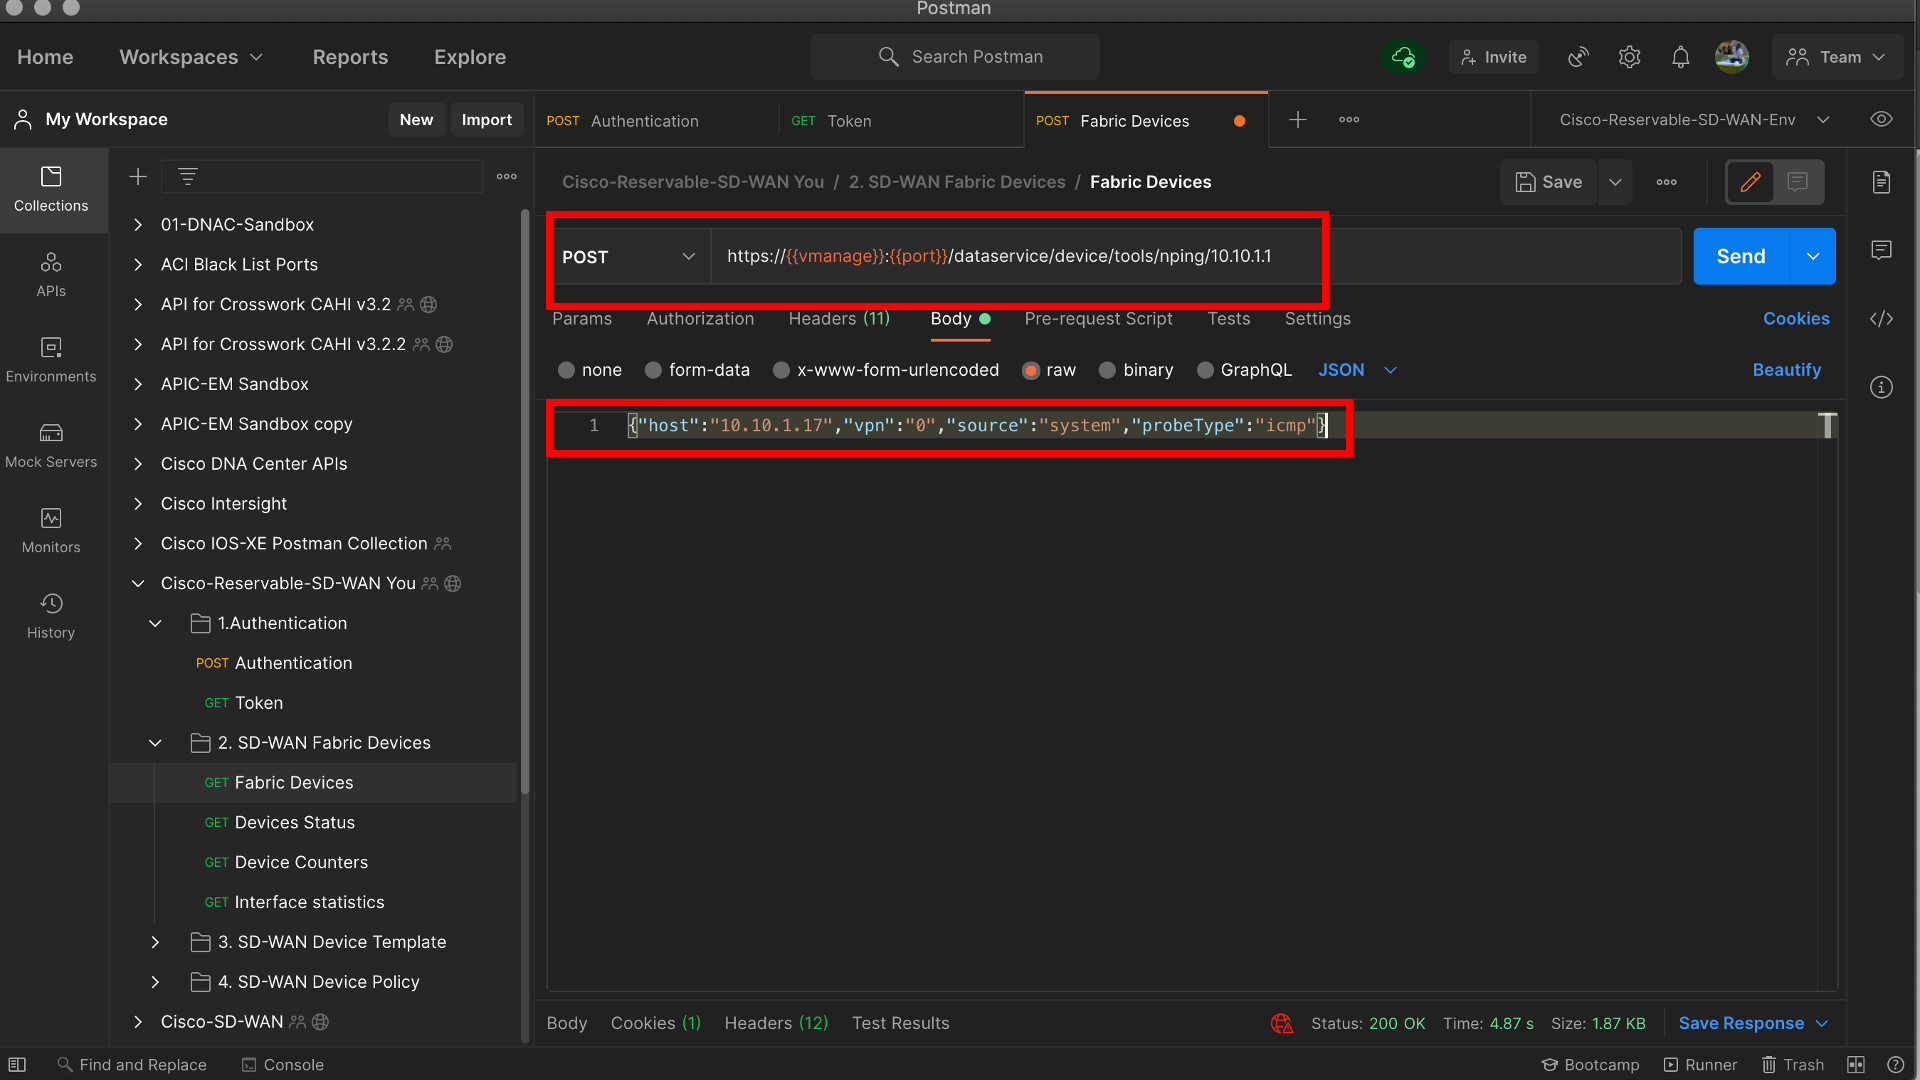 Postman
Home Workspaces Reports Explore Search Postman Invite Team
My Workspace New Import POST Authentication GET Token POST Fabric Devices Cisco-Reservable-SD-WAN-Env
Cisco-Reservable-SD-WAN You / 2. SD-WAN Fabric Devices / Fabric Devices Save
POST https://{{vmanage}}:{{port}}/dataservice/device/tools/nping/10.10.1.1 Send
Params Authorization Headers (11) Body Pre-request Script Tests Settings Cookies
none form-data x-www-form-urlencoded raw binary GraphQL JSON Beautify
1 {"host":"10.10.1.17","vpn":"0","source":"system","probeType":"icmp"}
Collections
APIs
Environments
Mock Servers
Monitors
History
01-DNAC-Sandbox
ACI Black List Ports
API for Crosswork CAHI v3.2
API for Crosswork CAHI v3.2.2
APIC-EM Sandbox
APIC-EM Sandbox copy
Cisco DNA Center APIs
Cisco Intersight
Cisco IOS-XE Postman Collection
Cisco-Reservable-SD-WAN You
1.Authentication
POST Authentication
GET Token
2. SD-WAN Fabric Devices
GET Fabric Devices
GET Devices Status
GET Device Counters
GET Interface statistics
3. SD-WAN Device Template
4. SD-WAN Device Policy
Cisco-SD-WAN
Body Cookies (1) Headers (12) Test Results Status: 200 OK Time: 4.87 s Size: 1.87 KB Save Response
Find and Replace Console Bootcamp Runner Trash